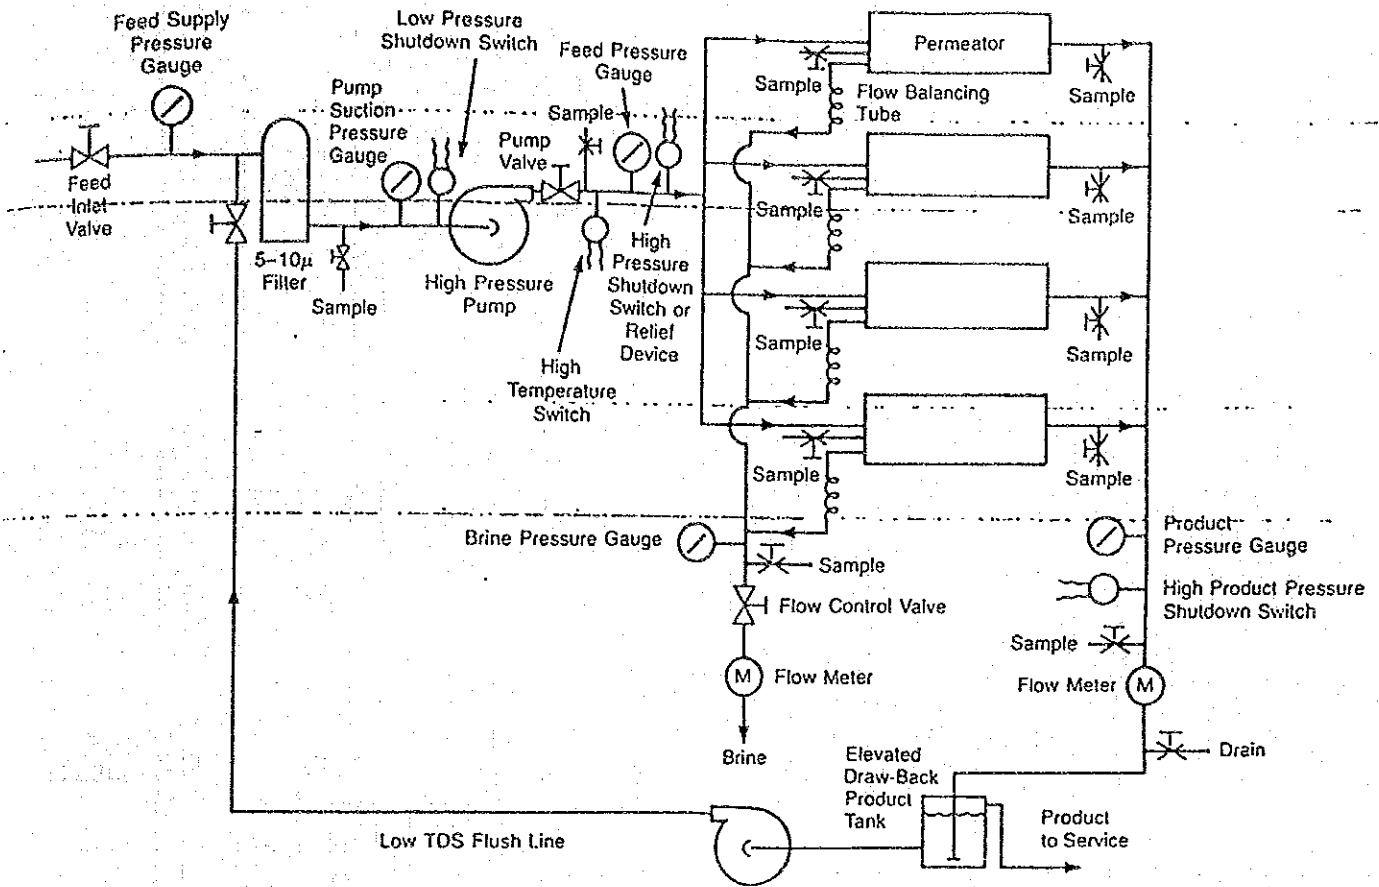 Feed Supply
Pressure
Gauge
Low Pressure
Shutdown Switch
Feed Pressure
Gauge
Permeator
Sample
Sample
Flow Balancing
Tube
Pump
Suction
Pressure
Gauge
Sample
Pump
Valve
Feed
Inlet
Valve
Sample
Sample
5-10μ
Filter
Sample
High Pressure
Pump
High
Pressure
Shutdown
Switch or
Relief
Device
High
Temperature
Switch
Sample
Sample
Sample
Sample
Brine Pressure Gauge
Sample
Product
Pressure Gauge
Flow Control Valve
High Product Pressure
Shutdown Switch
Sample
M
Flow Meter
Flow Meter
M
Brine
Elevated
Draw-Back
Product
Tank
Drain
Low TDS Flush Line
Product
to Service